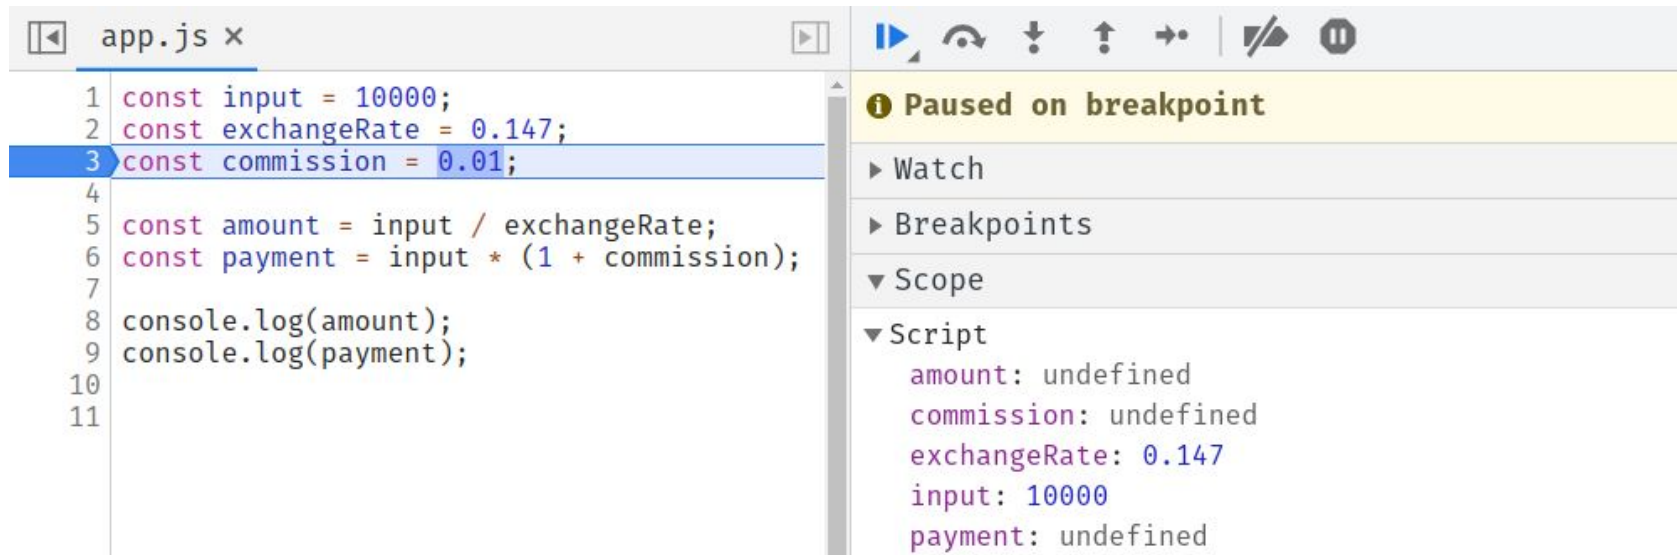 app.js ×
1 const input = 10000;
2 const exchangeRate = 0.147;
3 const commission = 0.01;
4
5 const amount = input / exchangeRate;
6 const payment = input * (1 + commission);
7
8 console.log(amount);
9 console.log(payment);
10
11
Paused on breakpoint
Watch
Breakpoints
Scope
Script
amount: undefined
commission: undefined
exchangeRate: 0.147
input: 10000
payment: undefined